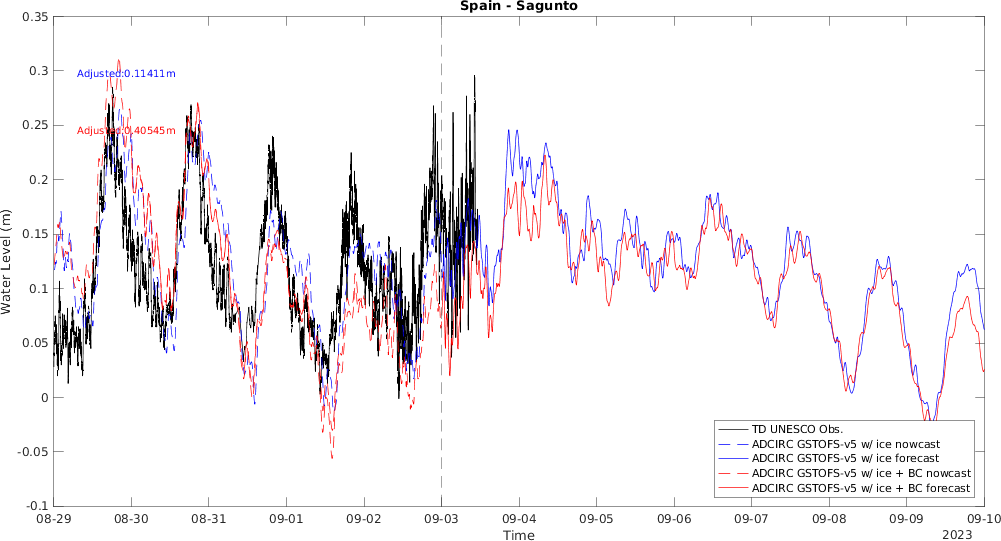 Spain - Sagunto
0.35
0.3
0.25
0.2
0.15
0.1
0.05
0
-0.05
-0.1
Water Level (m)
Adjusted:0.11411m
Adjusted:0.40545m
TD UNESCO Obs.
ADCIRC GSTOFS-v5 w/ ice nowcast
ADCIRC GSTOFS-v5 w/ ice forecast
ADCIRC GSTOFS-v5 w/ ice + BC nowcast
ADCIRC GSTOFS-v5 w/ ice + BC forecast
08-29 08-30 08-31 09-01 09-02 09-03 09-04 09-05 09-06 09-07 09-08 09-09 09-10
Time
2023